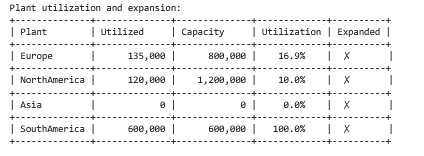 Plant utilization and expansion:
+--------------+------------+------------+-------------+----------+
| Plant | Utilized | Capacity | Utilization | Expanded |
+--------------+------------+------------+-------------+----------+
| Europe | 135,000 | 800,000 | 16.9% | ✗ |
+--------------+------------+------------+-------------+----------+
| NorthAmerica | 120,000 | 1,200,000 | 10.0% | ✗ |
+--------------+------------+------------+-------------+----------+
| Asia | 0 | 0 | 0.0% | ✗ |
+--------------+------------+------------+-------------+----------+
| SouthAmerica | 600,000 | 600,000 | 100.0% | ✗ |
+--------------+------------+------------+-------------+----------+